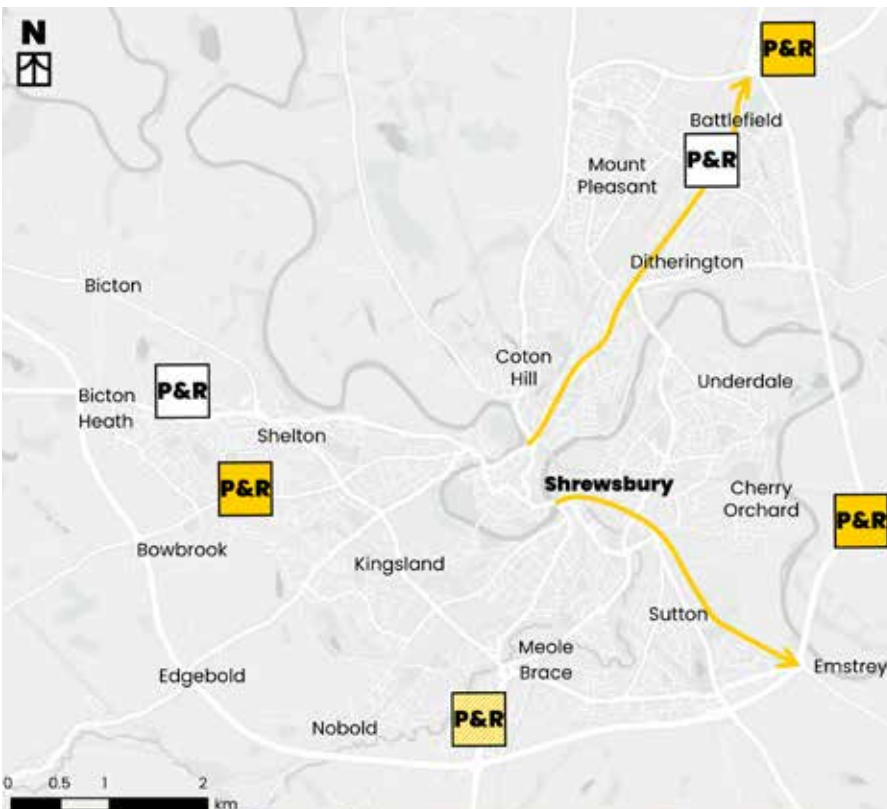 N
P&R
Battlefield
P&R
Mount
Pleasant
Ditherington
Bicton
Coton
Hill
Underdale
P&R
Bicton
Heath
Shelton
P&R
Shrewsbury
Cherry
Orchard
P&R
Bowbrook
Kingsland
Sutton
Meole
Brace
Emstrey
Edgebold
P&R
Nobold
0 0.5 1 2
km